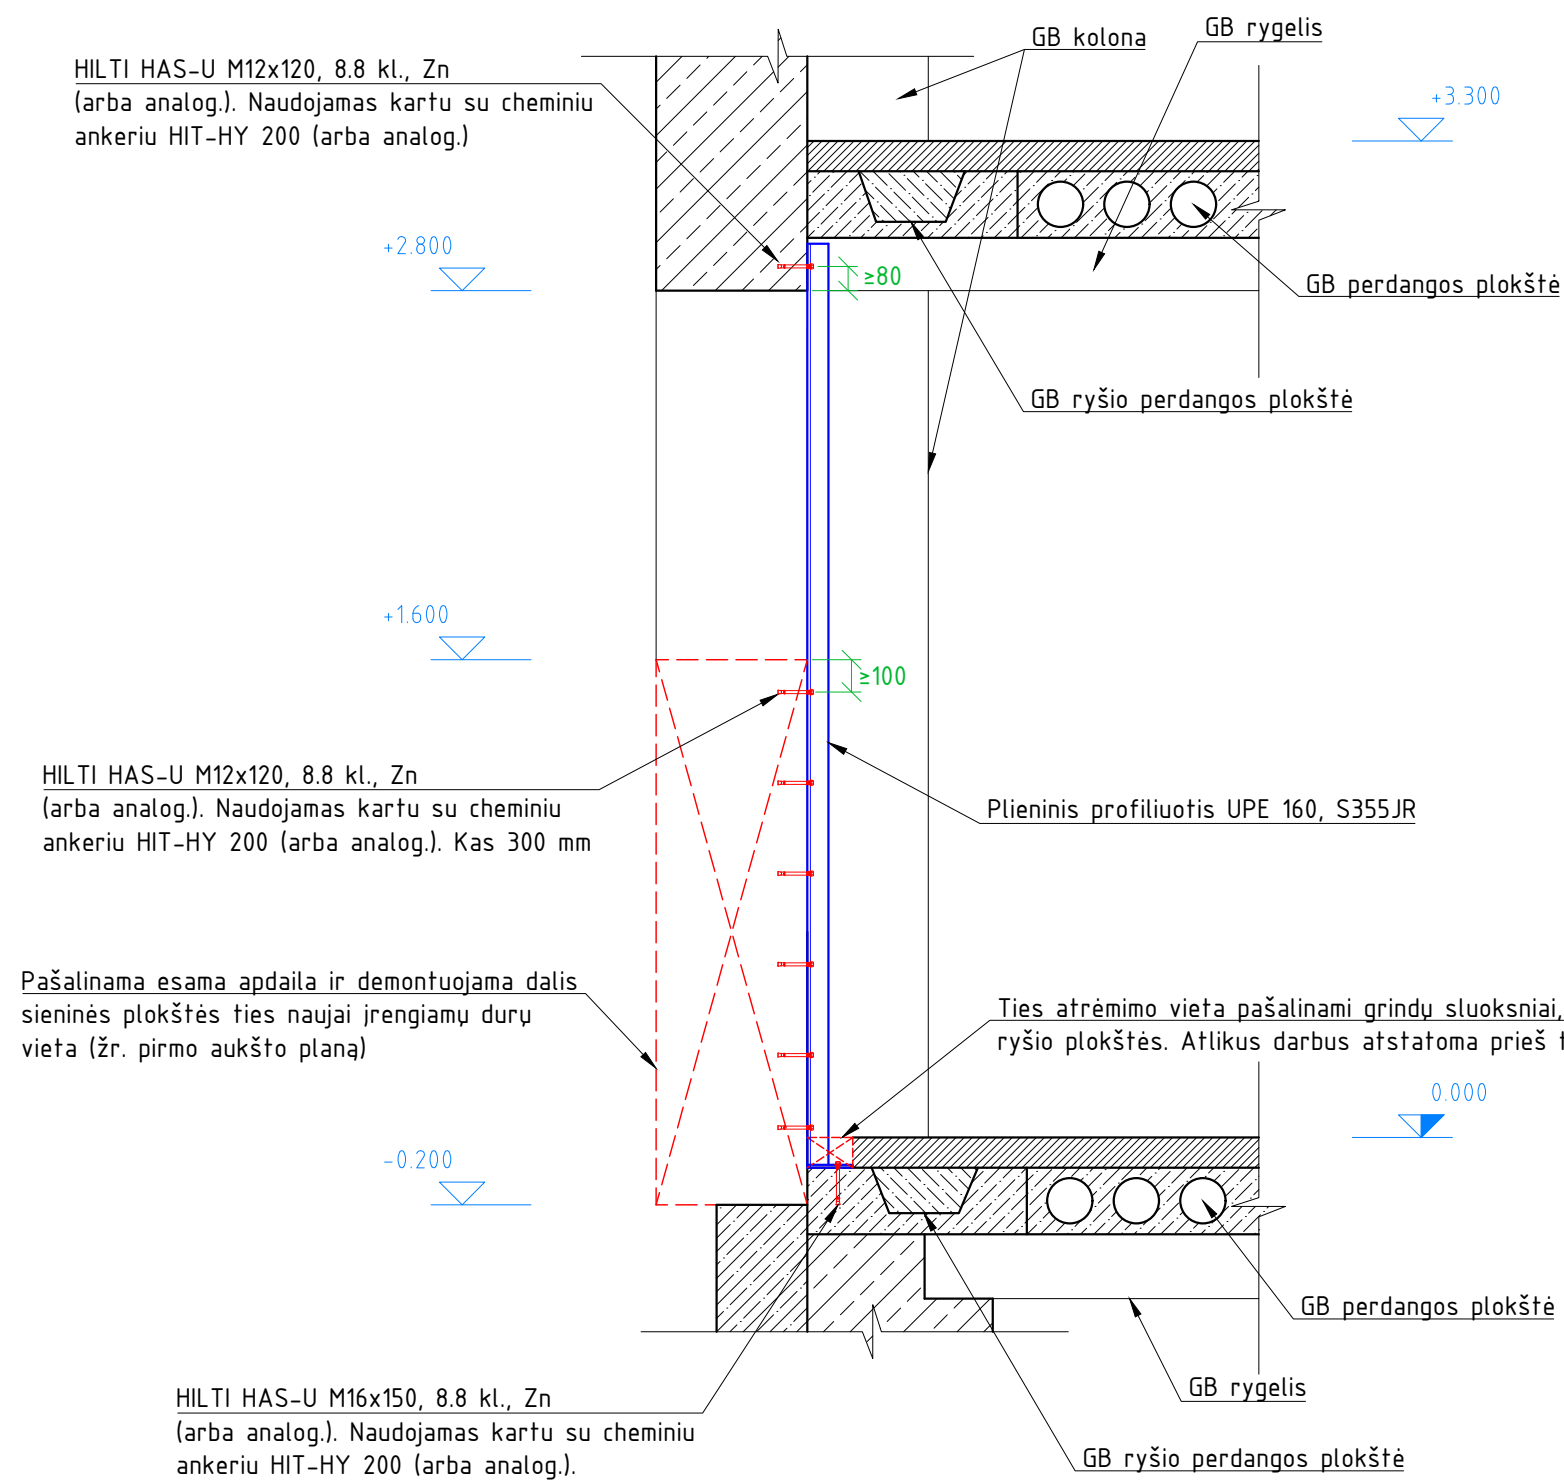 GB rygelis
GB kolona
HILTI HAS-U M12x120, 8.8 kl., Zn
(arba analog.). Naudojamas kartu su cheminiu
ankeriu HIT-HY 200 (arba analog.)
+3.300
+2.800
≥80
GB perdangos plokštė
GB ryšio perdangos plokštė
+1.600
≥100
HILTI HAS-U M12x120, 8.8 kl., Zn
(arba analog.). Naudojamas kartu su cheminiu
ankeriu HIT-HY 200 (arba analog.). Kas 300 mm
Plieninis profiliuotis UPE 160, S355JR
Pašalinama esama apdaila ir demontuojama dalis
sieninės plokštės ties naujai įrengiamų durų
vieta (žr. pirmo aukšto planą)
Ties atrėmimo vieta pašalinami grindų sluoksniai,
ryšio plokštės. Atlikus darbus atstatoma prieš
0.000
-0.200
GB perdangos plokštė
GB rygelis
HILTI HAS-U M16x150, 8.8 kl., Zn
(arba analog.). Naudojamas kartu su cheminiu
ankeriu HIT-HY 200 (arba analog.).
GB ryšio perdangos plokštė